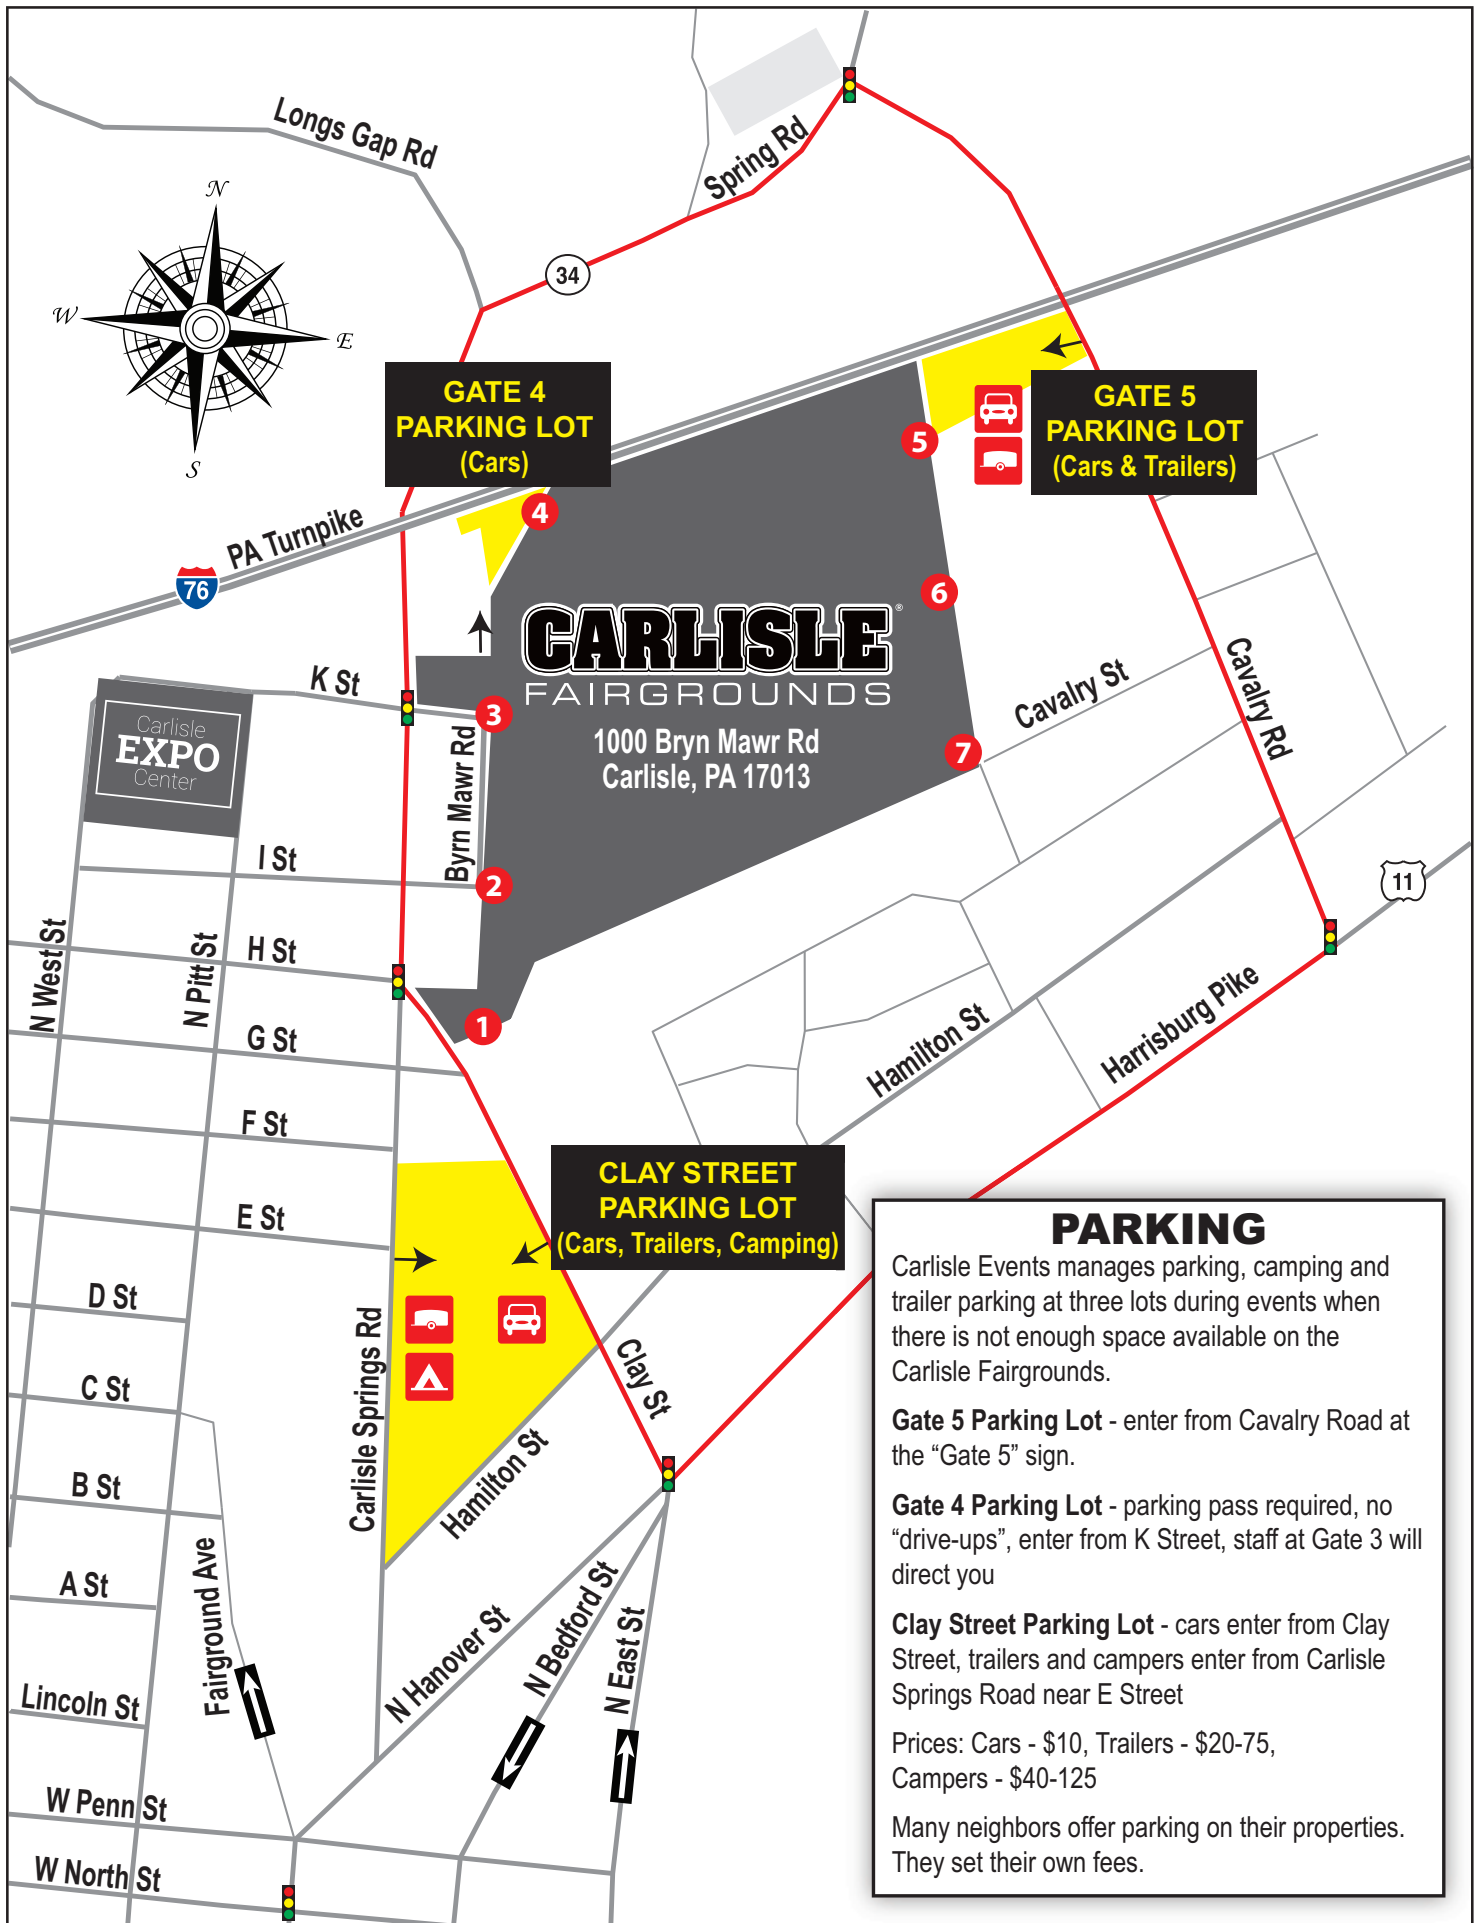 Longs Gap Rd
Spring Rd
N
W
E
S
34
GATE 4
PARKING LOT
(Cars)
GATE 5
PARKING LOT
(Cars & Trailers)
5
4
PA Turnpike
76
6
CARLISLE®
FAIRGROUNDS
1000 Bryn Mawr Rd
Carlisle, PA 17013
K St
3
Cavalry St
Cavalry Rd
7
Carlisle
EXPO
Center
Byrn Mawr Rd
I St
2
11
N West St
N Pitt St
H St
1
G St
Hamilton St
Harrisburg Pike
F St
CLAY STREET
PARKING LOT
(Cars, Trailers, Camping)
E St
D St
Carlisle Springs Rd
Clay St
C St
Hamilton St
B St
Fairground Ave
A St
N Hanover St
N Bedford St
N East St
Lincoln St
W Penn St
W North St
PARKING
Carlisle Events manages parking, camping and
trailer parking at three lots during events when
there is not enough space available on the
Carlisle Fairgrounds.
Gate 5 Parking Lot - enter from Cavalry Road at
the “Gate 5” sign.
Gate 4 Parking Lot - parking pass required, no
“drive-ups”, enter from K Street, staff at Gate 3 will
direct you
Clay Street Parking Lot - cars enter from Clay
Street, trailers and campers enter from Carlisle
Springs Road near E Street
Prices: Cars - $10, Trailers - $20-75,
Campers - $40-125
Many neighbors offer parking on their properties.
They set their own fees.